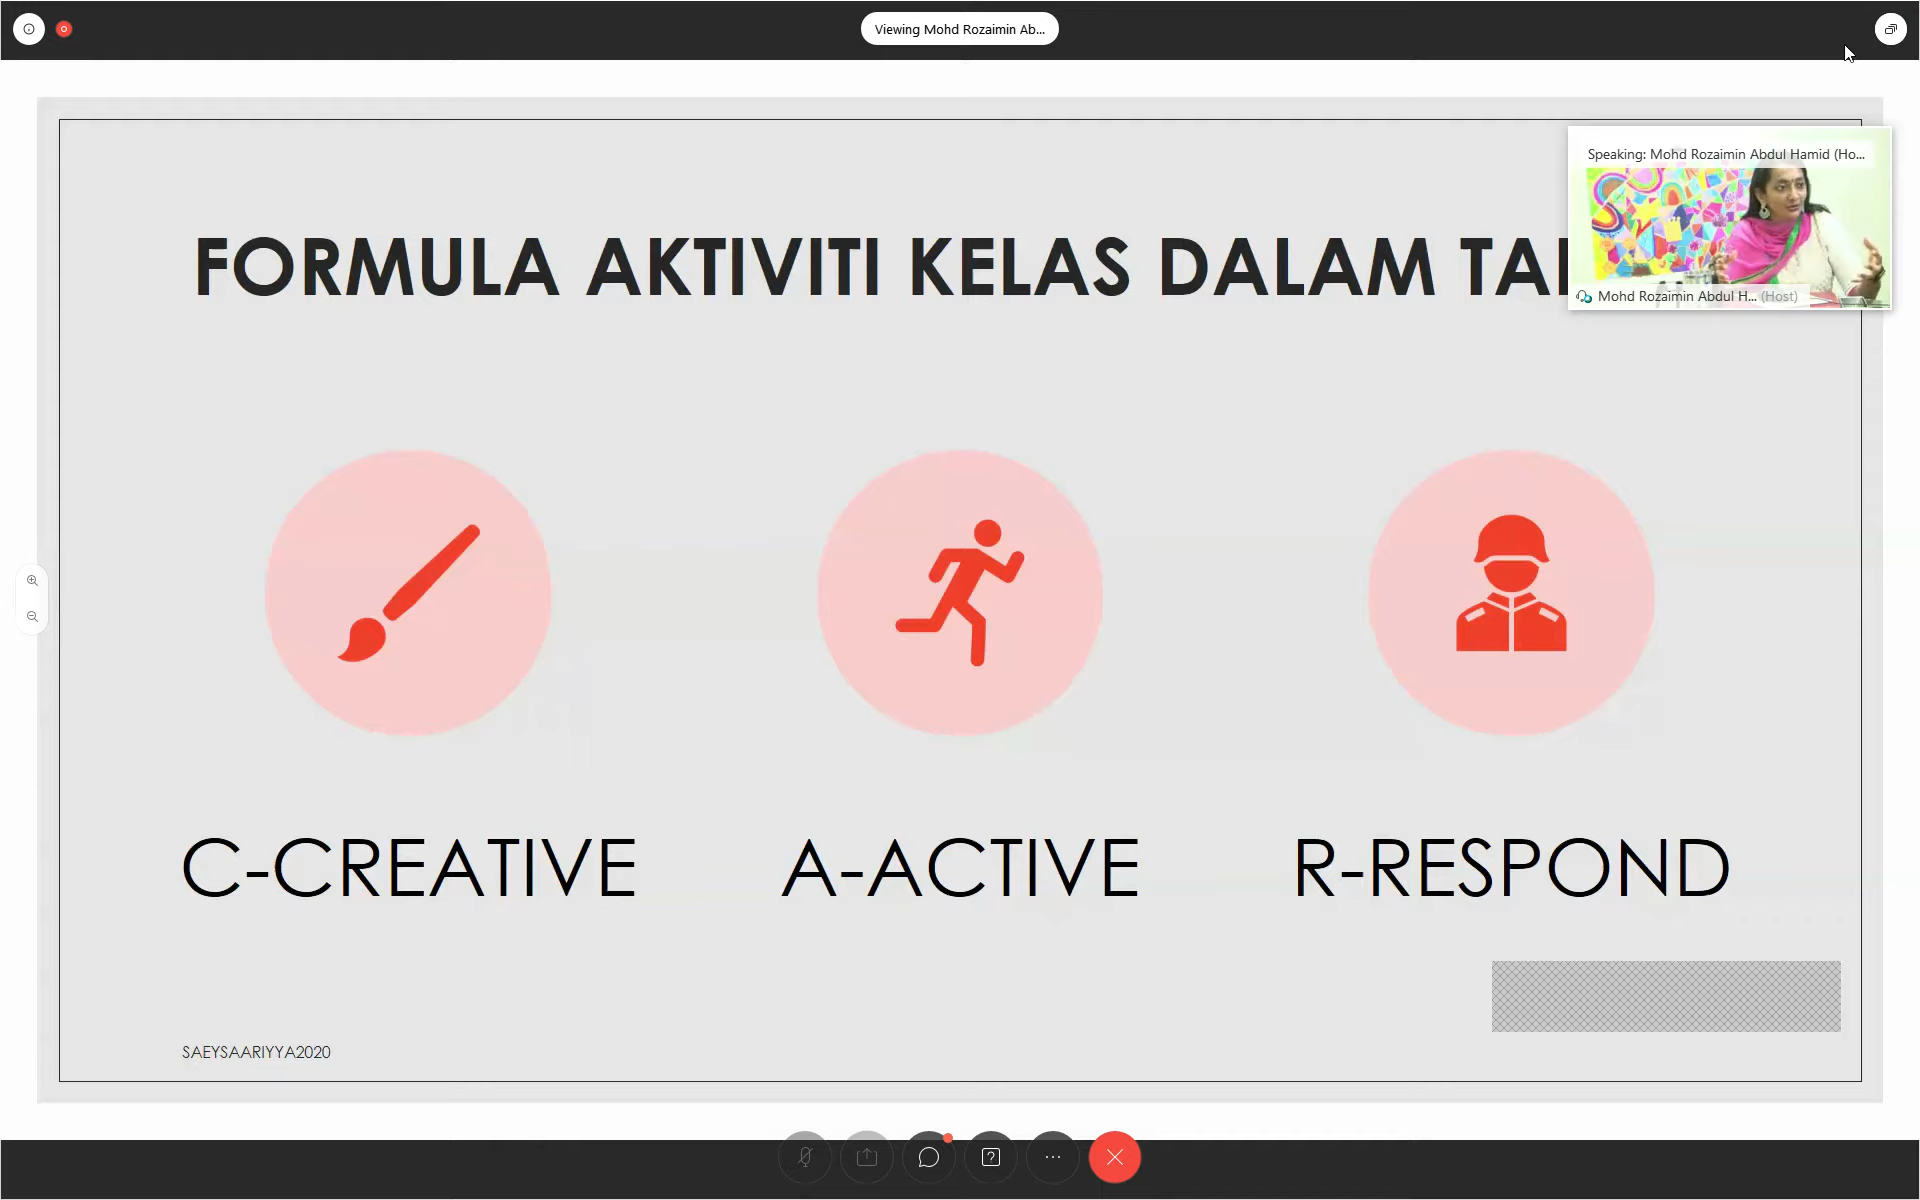 Viewing Mohd Rozaimin Ab...
Speaking: Mohd Rozaimin Abdul Hamid (Ho...
FORMULA AKTIVITI KELAS DALAM
Mohd Rozaimin Abdul H... (Host)
C-CREATIVE
A-ACTIVE
R-RESPOND
SAEYSAARIYYA2020